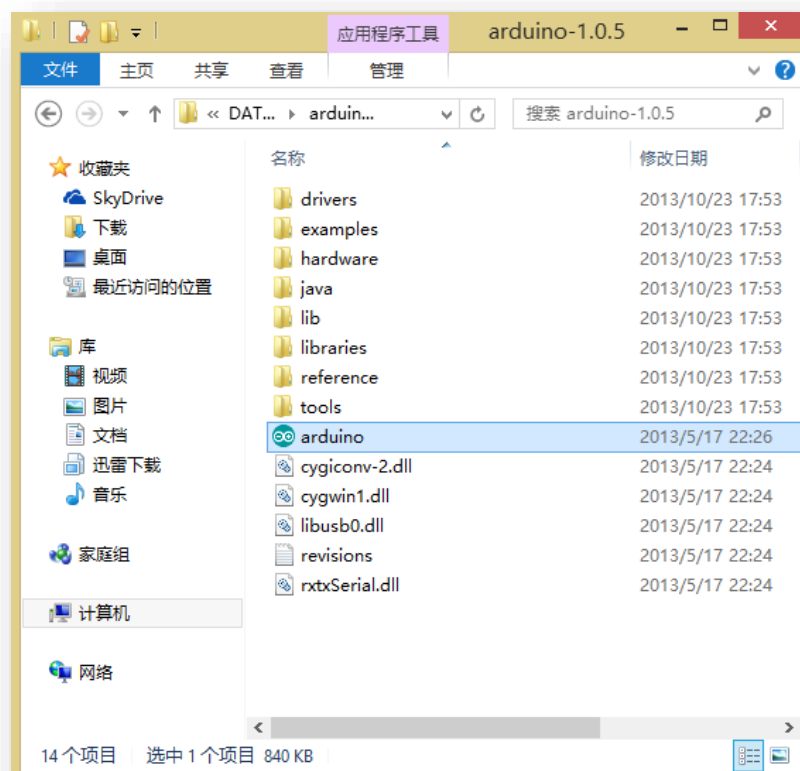 应用程序工具 arduino-1.0.5
文件 主页 共享 查看 管理
« DAT... arduin... 搜索 arduino-1.0.5
名称 修改日期
收藏夹
SkyDrive
下载
桌面
最近访问的位置
库
视频
图片
文档
迅雷下载
音乐
家庭组
计算机
网络
drivers 2013/10/23 17:53
examples 2013/10/23 17:53
hardware 2013/10/23 17:53
java 2013/10/23 17:53
lib 2013/10/23 17:53
libraries 2013/10/23 17:53
reference 2013/10/23 17:53
tools 2013/10/23 17:53
arduino 2013/5/17 22:26
cygiconv-2.dll 2013/5/17 22:24
cygwin1.dll 2013/5/17 22:24
libusb0.dll 2013/5/17 22:24
revisions 2013/5/17 22:24
rxtxSerial.dll 2013/5/17 22:24
14 个项目 选中 1 个项目 840 KB